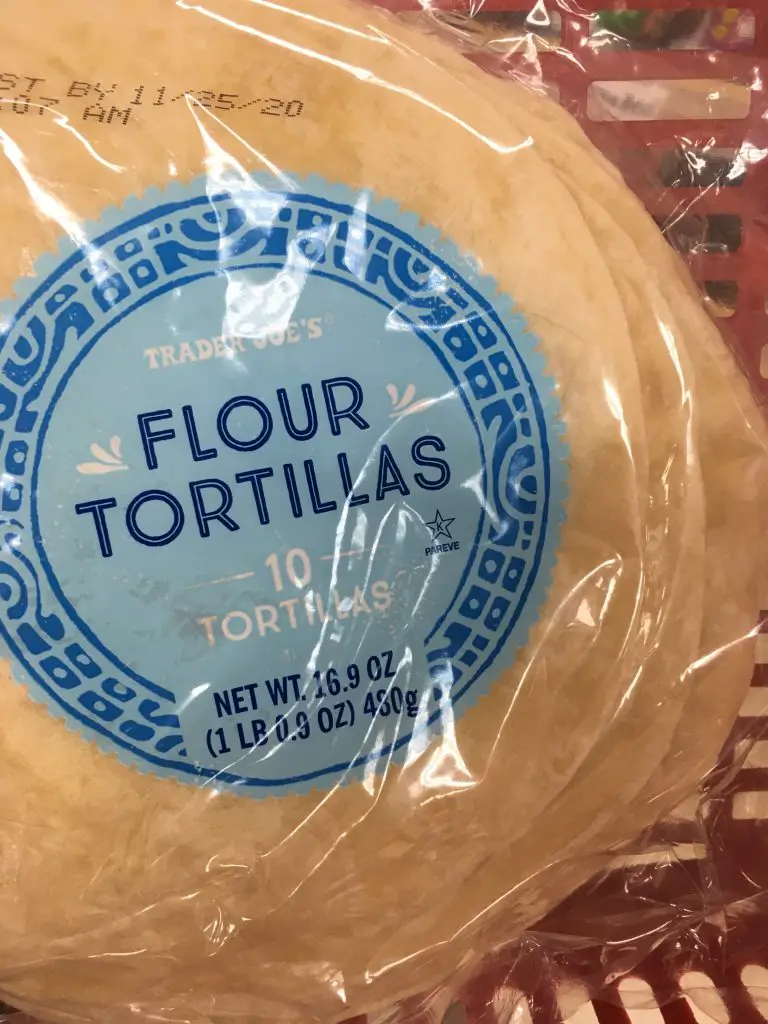 ST BY 11/25/20
:07 AM
TRADER JOE'S
FLOUR
TORTILLAS
K
PAREVE
10
TORTILLAS
NET WT. 16.9 OZ
(1 LB 0.9 OZ) 480g